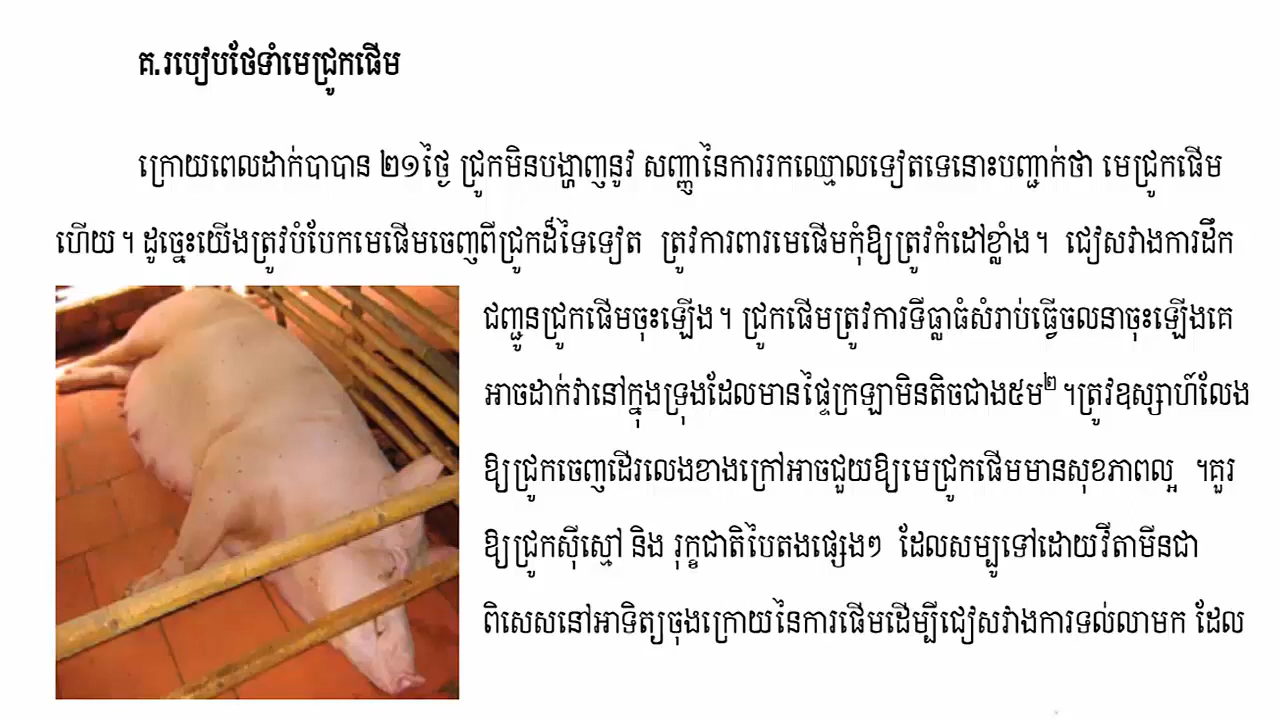 គ.របៀបថែទាំមេជ្រូកផើម
ក្រោយពេលដាក់បាបាន ២១ថ្ងៃ ជ្រូកមិនបង្ហាញនូវ សញ្ញានៃការរកឈ្មោលទៀតទេនោះបញ្ជាក់ថា មេជ្រូកផើម
ហើយ។ ដូច្នេះយើងត្រូវបំបែកមេផើមចេញពីជ្រូកដ៏ទៃទៀត ត្រូវការពារមេផើមកុំឱ្យត្រូវកំដៅខ្លាំង។ ជៀសវាងការដឹក
ជញ្ជូនជ្រូកផើមចុះឡើង។ ជ្រូកផើមត្រូវការទីធ្លាធំសំរាប់ធ្វើចលនាចុះឡើងគេ
អាចដាក់វានៅក្នុងទ្រុងដែលមានផ្ទៃក្រឡាមិនតិចជាង៥ម២ ។ត្រូវឧស្សាហ៍លែង
ឱ្យជ្រូកចេញដើរលេងខាងក្រៅអាចជួយឱ្យមេជ្រូកផើមមានសុខភាពល្អ ។គួរ
ឱ្យជ្រូកស៊ីស្មៅ និង រុក្ខជាតិបៃតងផ្សេងៗ ដែលសម្បូទៅដោយវីតាមីនជា
ពិសេសនៅអាទិត្យចុងក្រោយនៃការផើមដើម្បីជៀសវាងការទល់លាមក ដែល